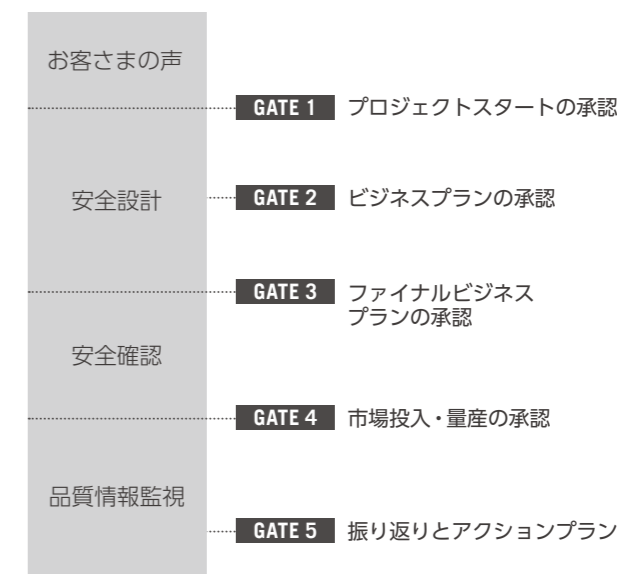 お客さまの声
GATE 1 プロジェクトスタートの承認
安全設計
GATE 2 ビジネスプランの承認
GATE 3 ファイナルビジネス
プランの承認
安全確認
GATE 4 市場投入・量産の承認
品質情報監視
GATE 5 振り返りとアクションプラン